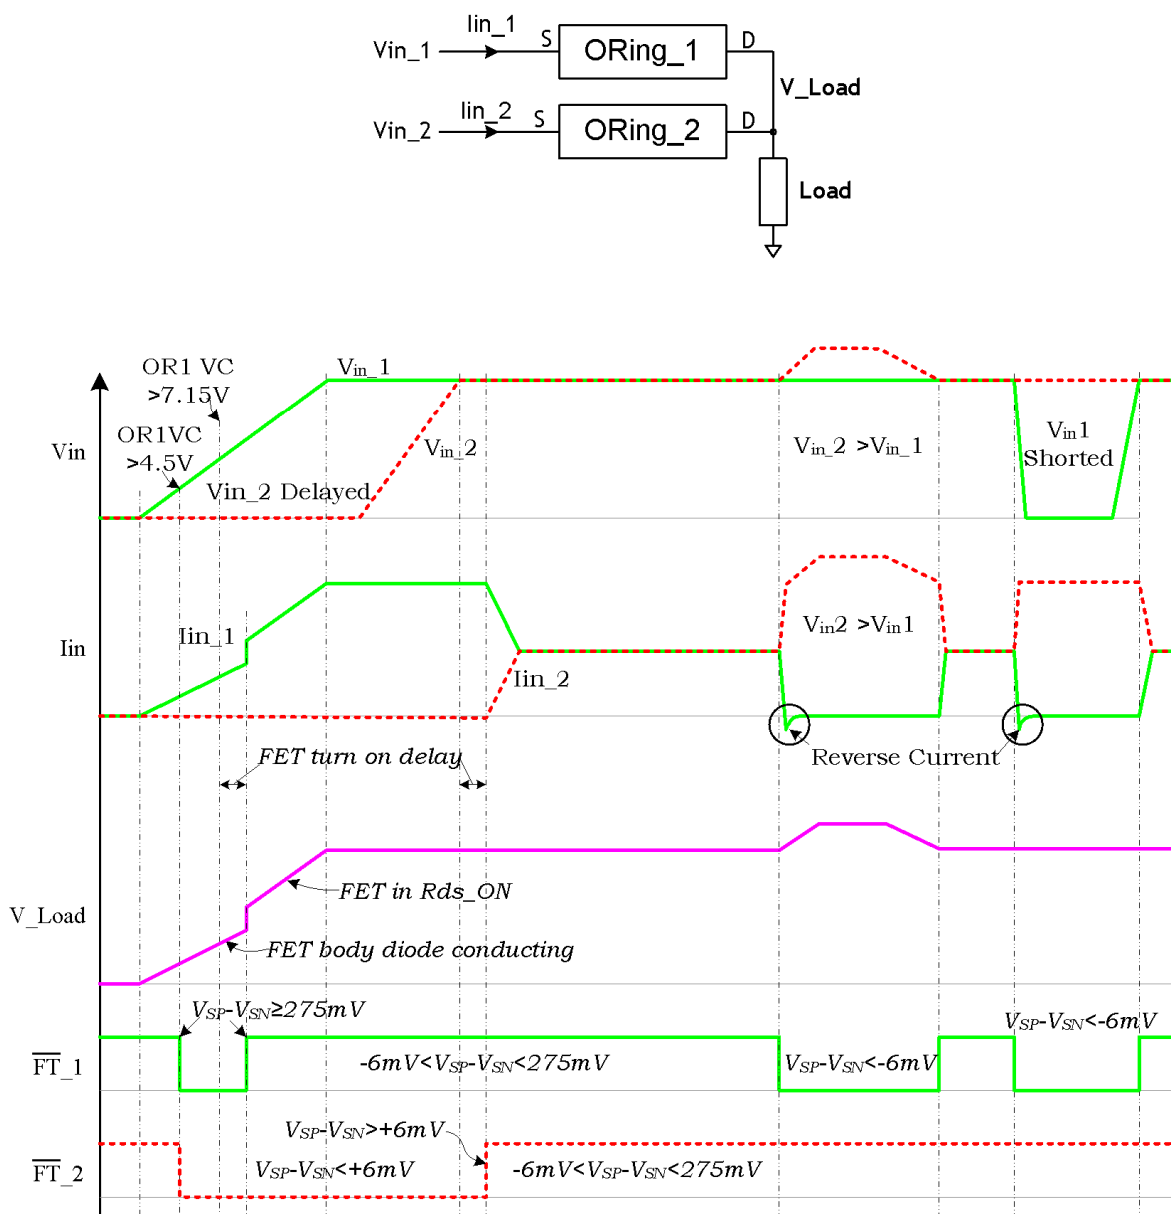 Iin_1
Vin_1
S
ORing_1
D
V_Load
Iin_2
Vin_2
S
ORing_2
D
Load
OR1 VC
>7.15V
Vin_1
OR1VC
>4.5V
Vin
Vin_2
Vin_2 >Vin_1
Vin1
Shorted
Vin_2 Delayed
Iin
Iin_1
Vin2 >Vin1
Iin_2
FET turn on delay
Reverse Current
FET in Rds_ON
V_Load
FET body diode conducting
VSP-VSN≥275mV
VSP-VSN<-6mV
FT_1
-6mV<VSP-VSN<275mV
VSP-VSN<-6mV
VSP-VSN>+6mV
FT_2
VSP-VSN<+6mV
-6mV<VSP-VSN<275mV